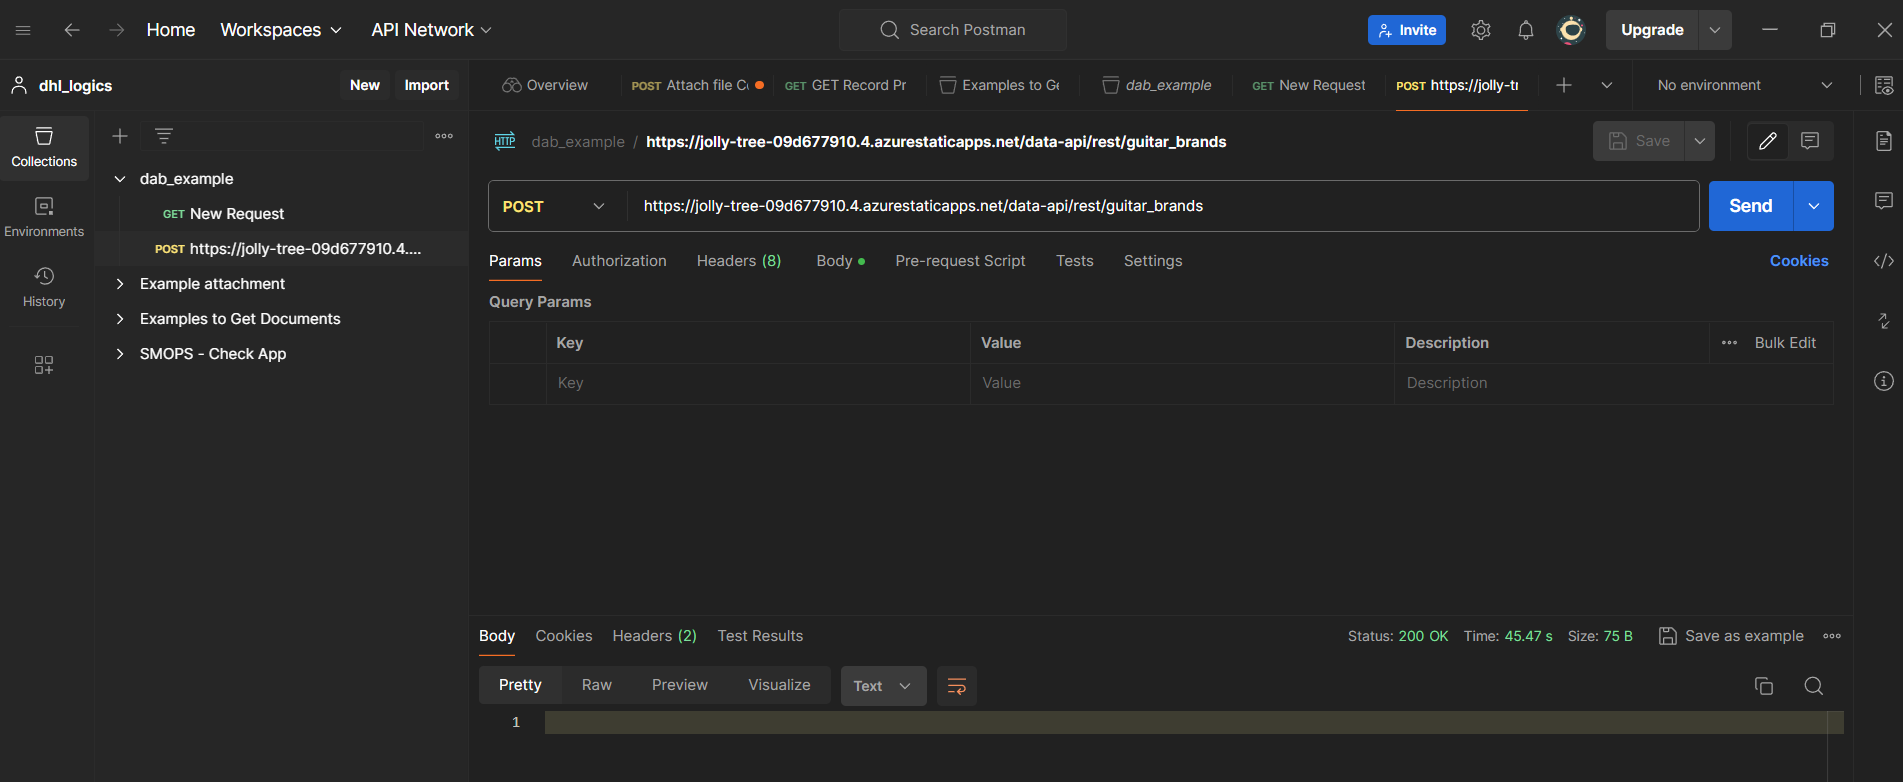 Home Workspaces API Network Search Postman Invite Upgrade
dhl_logics New Import
Overview POST Attach file Cu GET GET Record Pr Examples to Ge dab_example GET New Request POST https://jolly-tr No environment
Collections
Environments
History
dab_example
GET New Request
POST https://jolly-tree-09d677910.4....
Example attachment
Examples to Get Documents
SMOPS - Check App
HTTP dab_example / https://jolly-tree-09d677910.4.azurestaticapps.net/data-api/rest/guitar_brands Save
POST https://jolly-tree-09d677910.4.azurestaticapps.net/data-api/rest/guitar_brands Send
Params Authorization Headers (8) Body Pre-request Script Tests Settings Cookies
Query Params
Key Value Description Bulk Edit
Key Value Description
Body Cookies Headers (2) Test Results Status: 200 OK Time: 45.47 s Size: 75 B Save as example
Pretty Raw Preview Visualize Text
1